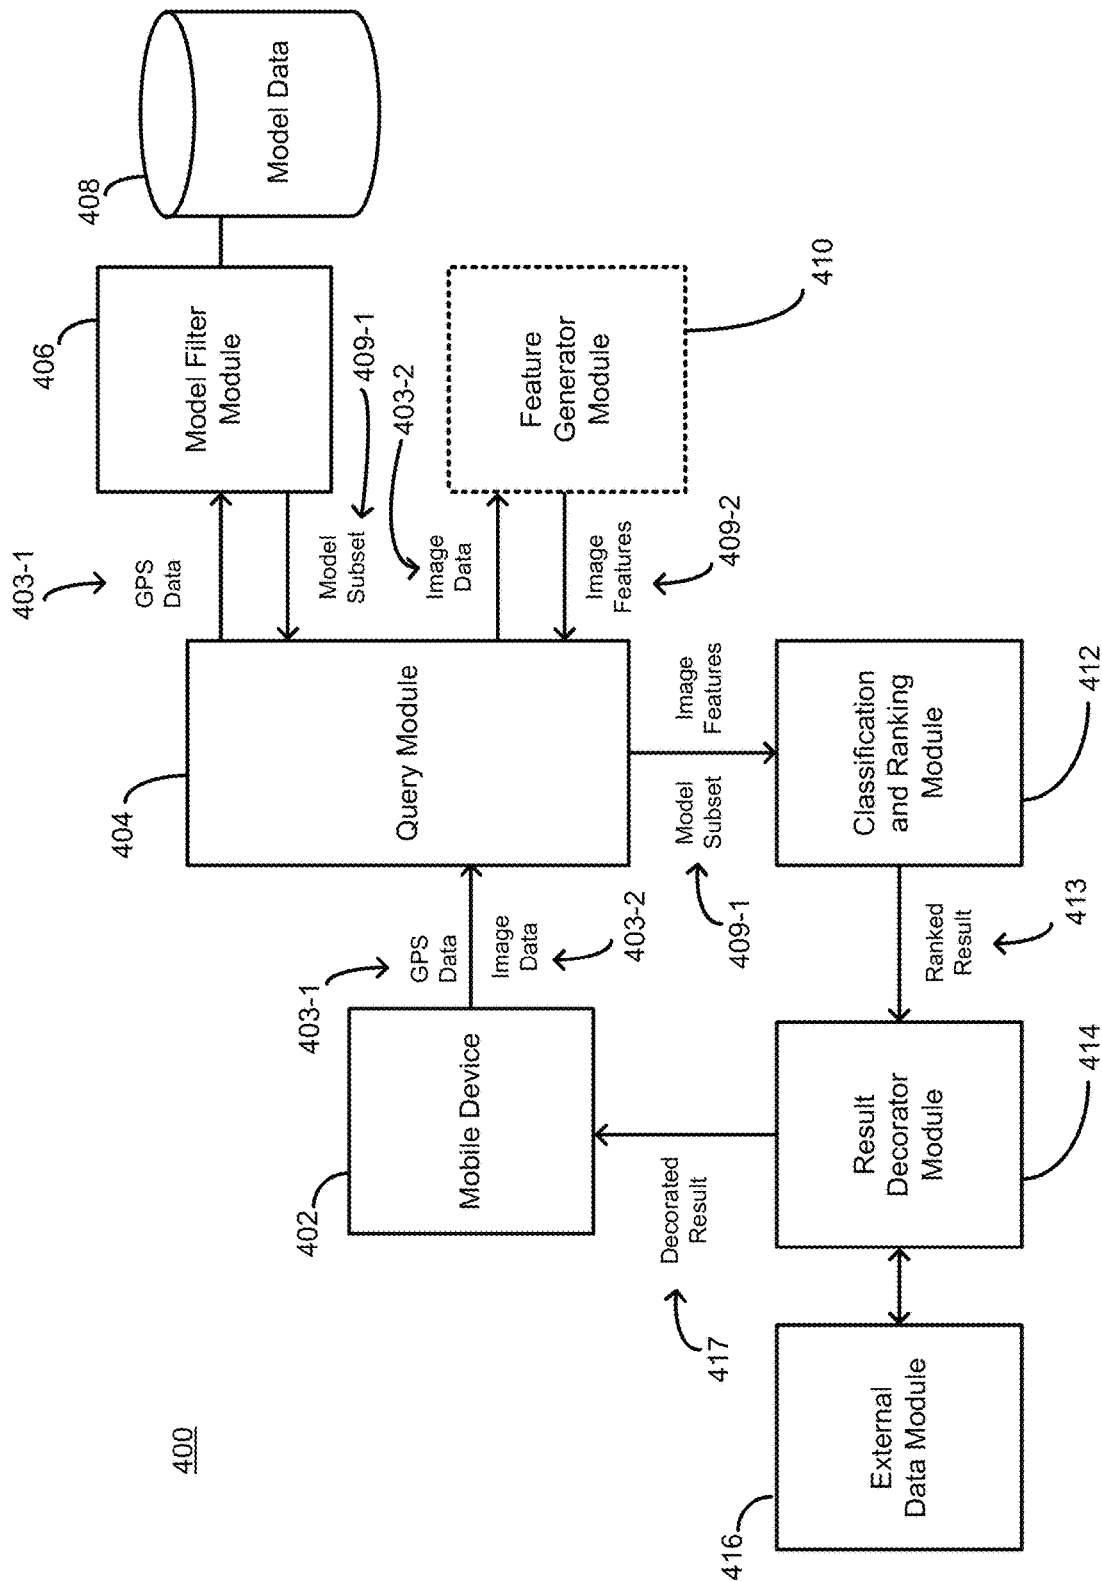 400
403-1
GPS
Data
406
Model Filter
Module
408
Model Data
404
Query Module
Model
Subset
409-1
403-2
Image
Data
Feature
Generator
Module
410
Image
Features
409-2
402
Mobile Device
403-1
GPS
Data
Image
Data
403-2
Model
Subset
409-1
Image
Features
417
Decorated
Result
416
External
Data Module
Result
Decorator
Module
414
Ranked
Result
413
Classification
and Ranking
Module
412